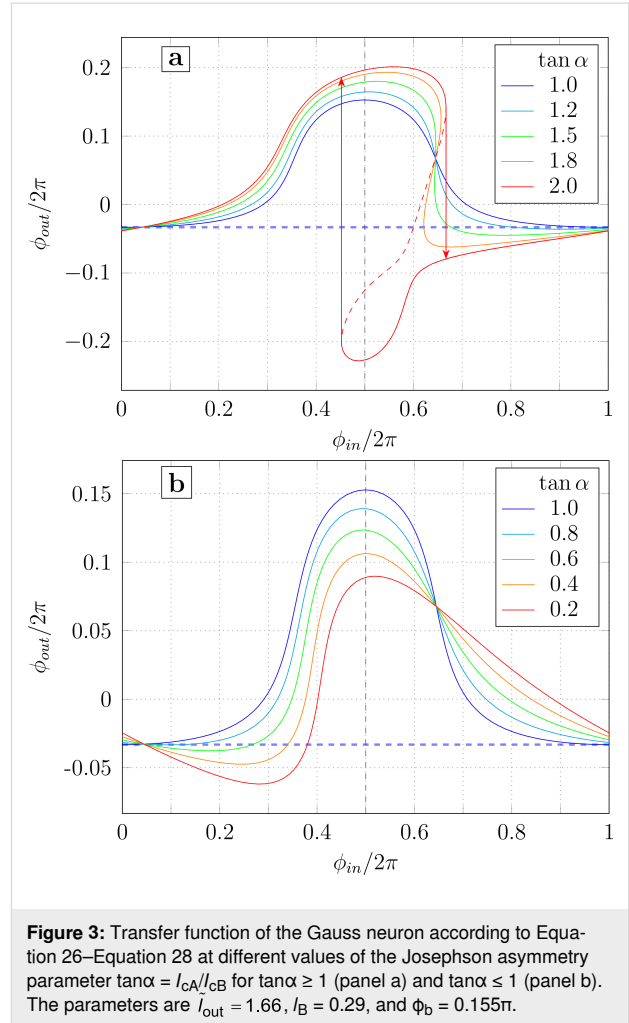 a
tan α
1.0
1.2
1.5
1.8
2.0
0.2
0.1
0
−0.1
−0.2
ϕout/2π
0 0.2 0.4 0.6 0.8 1
ϕin/2π
b
tan α
1.0
0.8
0.6
0.4
0.2
0.15
0.1
0.05
0
-0.05
ϕout/2π
0 0.2 0.4 0.6 0.8 1
ϕin/2π
Figure 3: Transfer function of the Gauss neuron according to Equa-
tion 26–Equation 28 at different values of the Josephson asymmetry
parameter tanα = IcA/IcB for tanα ≥ 1 (panel a) and tanα ≤ 1 (panel b).
The parameters are l̃out = 1.66, IB = 0.29, and ϕb = 0.155π.